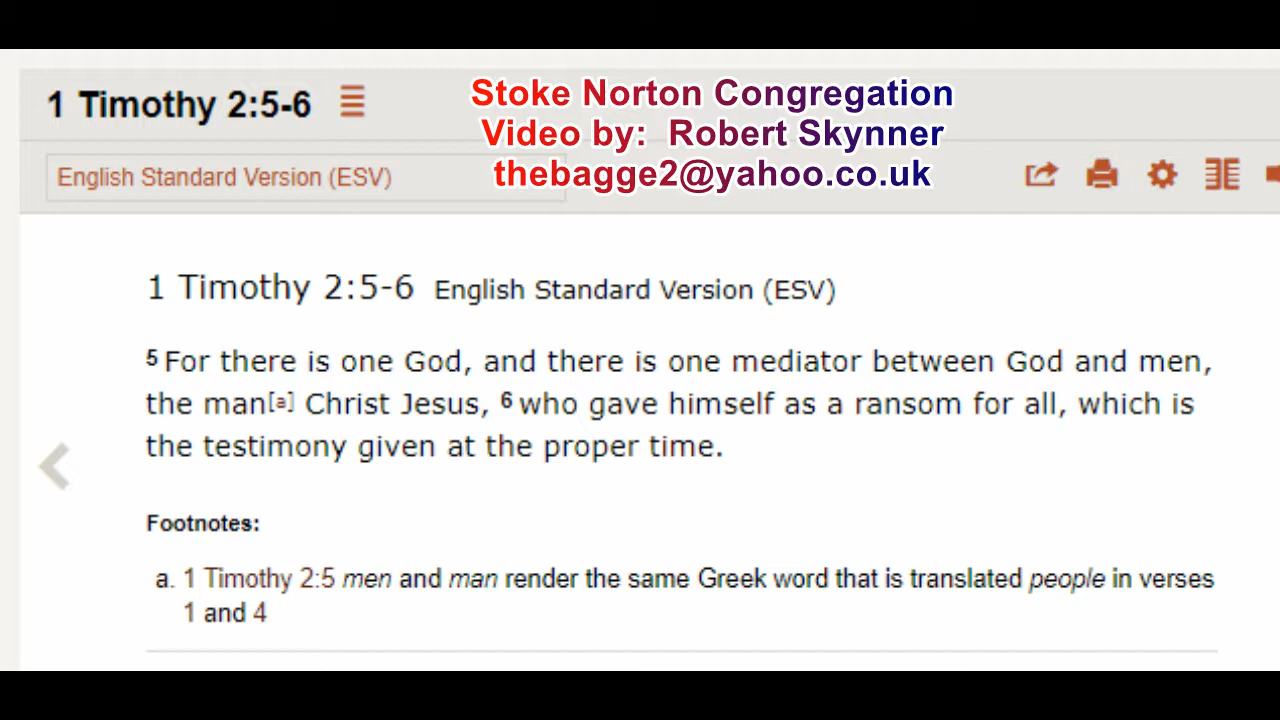 1 Timothy 2:5-6
Stoke Norton Congregation
Video by: Robert Skynner
thebagge2@yahoo.co.uk
English Standard Version (ESV)
1 Timothy 2:5-6 English Standard Version (ESV)
5 For there is one God, and there is one mediator between God and men,
the man[a] Christ Jesus, 6 who gave himself as a ransom for all, which is
the testimony given at the proper time.
Footnotes:
a. 1 Timothy 2:5 men and man render the same Greek word that is translated people in verses
1 and 4